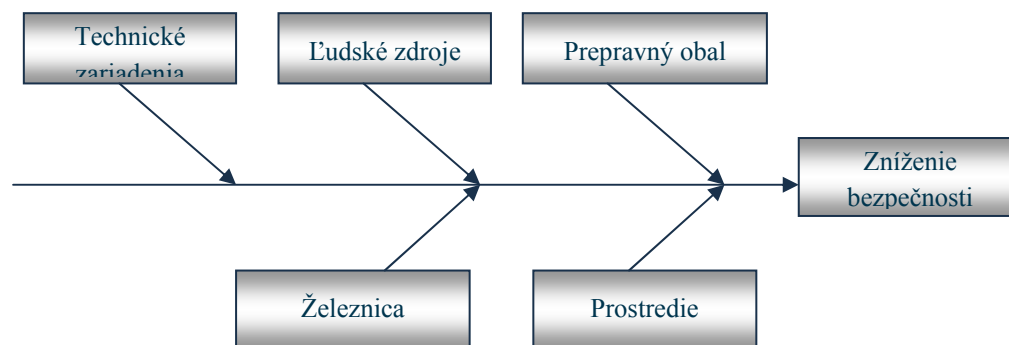 Technické
zariadenia
Ľudské zdroje
Prepravný obal
Zníženie
bezpečnosti
Železnica
Prostredie